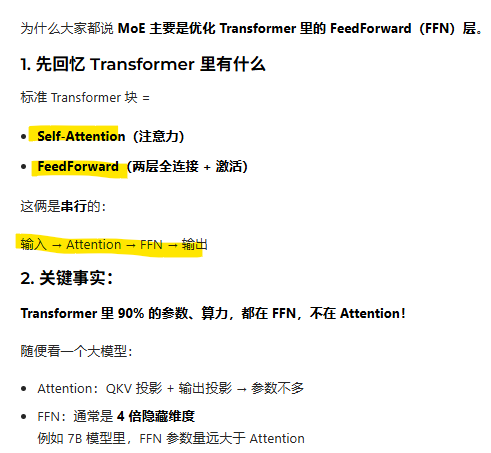 为什么大家都说 MoE 主要是优化 Transformer 里的 FeedForward（FFN）层。
1. 先回忆 Transformer 里有什么
标准 Transformer 块 =
• Self-Attention（注意力）
• FeedForward（两层全连接 + 激活）
这俩是串行的：
输入 → Attention → FFN → 输出
2. 关键事实：
Transformer 里 90% 的参数、算力，都在 FFN，不在 Attention！
随便看一个大模型：
• Attention：QKV 投影 + 输出投影 → 参数不多
• FFN：通常是 4 倍隐藏维度
例如 7B 模型里，FFN 参数量远大于 Attention